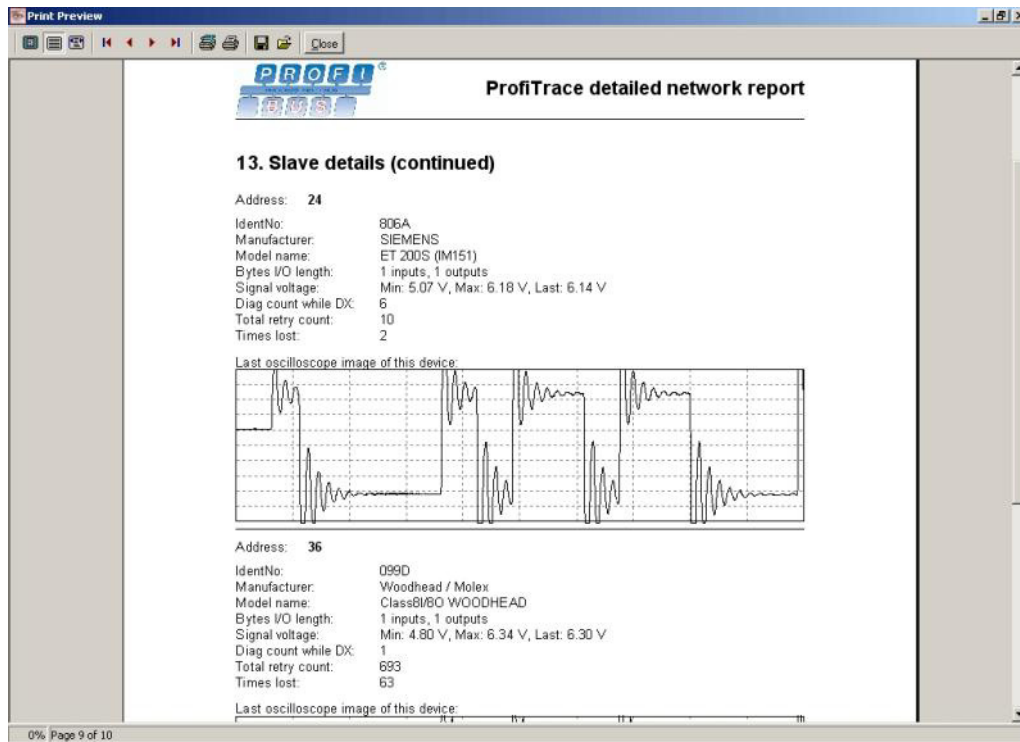 Print Preview
Close
PROFI®
BUS
ProfiTrace detailed network report
13. Slave details (continued)
Address: 24
IdentNo: 806A
Manufacturer: SIEMENS
Model name: ET 200S (IM151)
Bytes I/O length: 1 inputs, 1 outputs
Signal voltage: Min: 5.07 V, Max: 6.18 V, Last: 6.14 V
Diag count while DX: 6
Total retry count: 10
Times lost: 2
Last oscilloscope image of this device:
Address: 36
IdentNo: 099D
Manufacturer: Woodhead / Molex
Model name: Class8I/8O WOODHEAD
Bytes I/O length: 1 inputs, 1 outputs
Signal voltage: Min: 4.80 V, Max: 6.34 V, Last: 6.30 V
Diag count while DX: 1
Total retry count: 693
Times lost: 63
Last oscilloscope image of this device:
0% Page 9 of 10